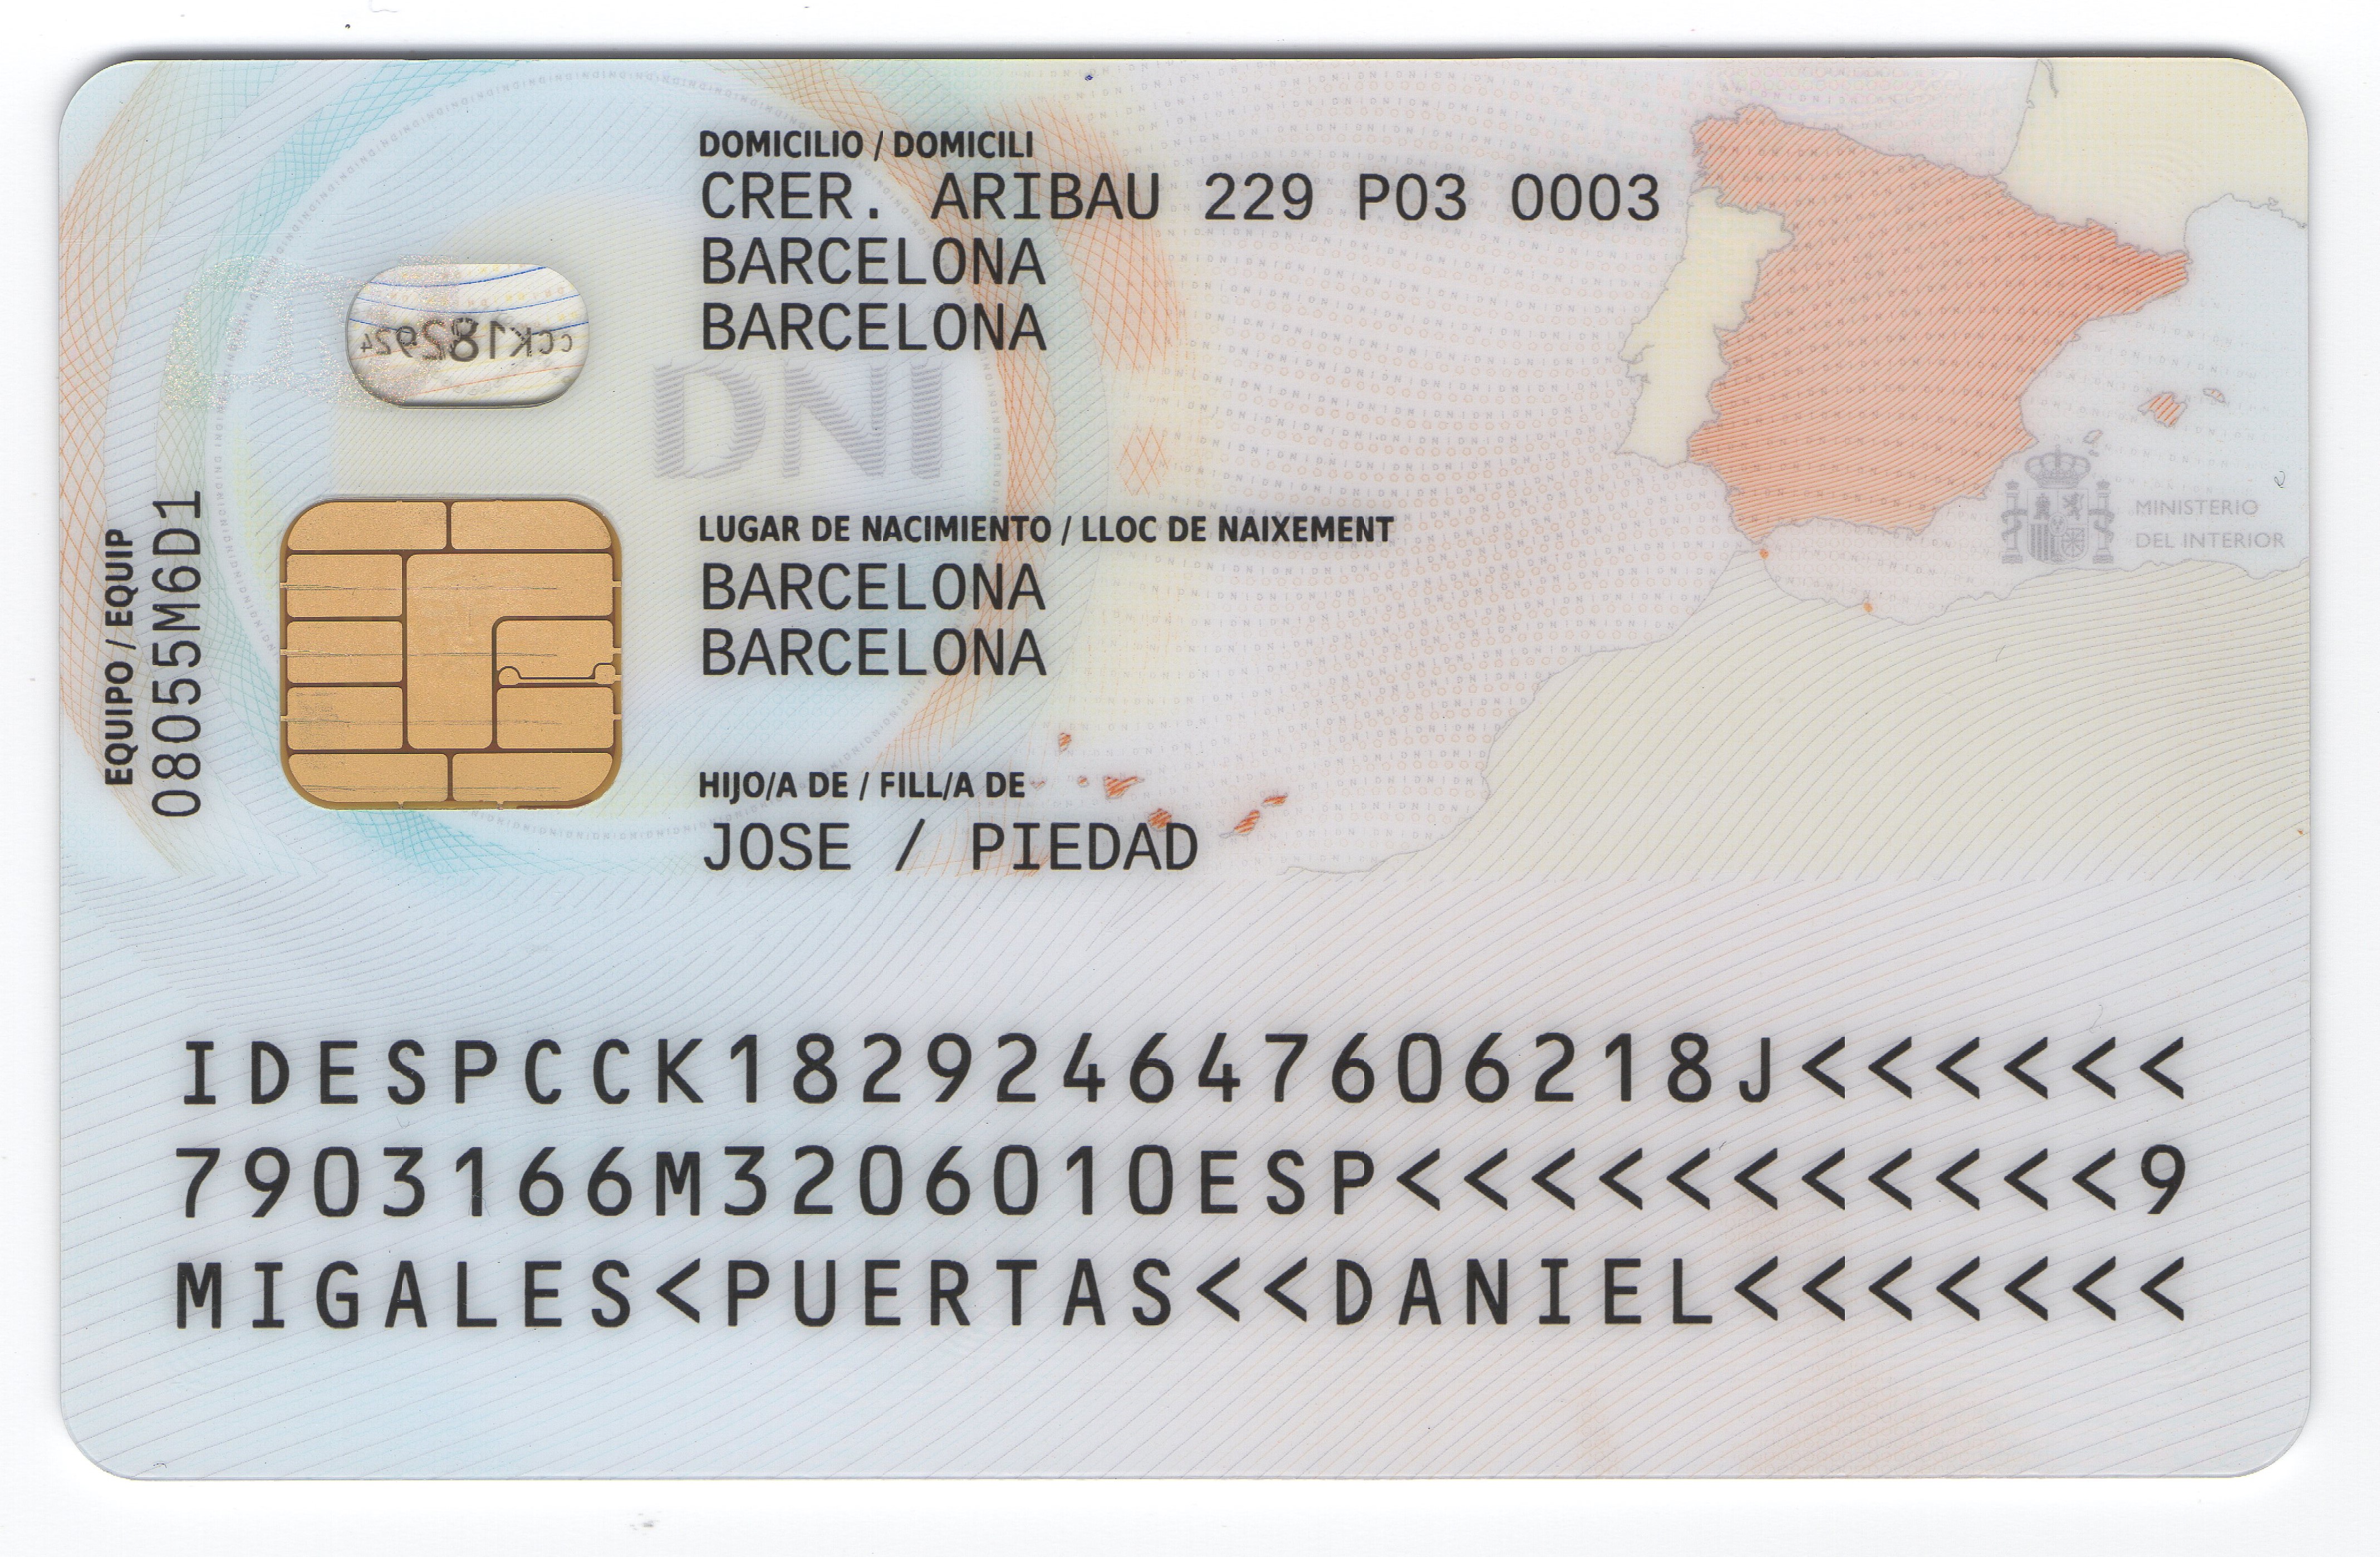 DOMICILIO / DOMICILI
CRER. ARIBAU 229 P03 0003
BARCELONA
BARCELONA
CCK182924
DNI
EQUIPO / EQUIP
08055M6D1
LUGAR DE NACIMIENTO / LLOC DE NAIXEMENT
BARCELONA
BARCELONA
MINISTERIO
DEL INTERIOR
HIJO/A DE / FILL/A DE
JOSE / PIEDAD
IDESPCCK182924647606218J<<<<<<
7903166M3206010ESP<<<<<<<<<<<9
MIGALES<PUERTAS<<DANIEL<<<<<<<